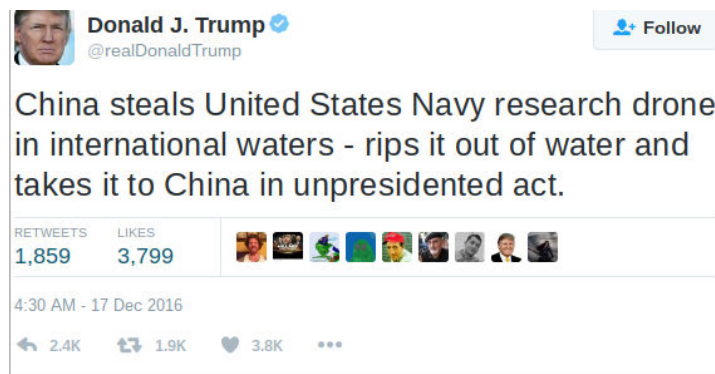 Donald J. Trump
@realDonaldTrump
Follow
China steals United States Navy research drone
in international waters - rips it out of water and
takes it to China in unpresidented act.
RETWEETS LIKES
1,859 3,799
4:30 AM - 17 Dec 2016
2.4K 1.9K 3.8K